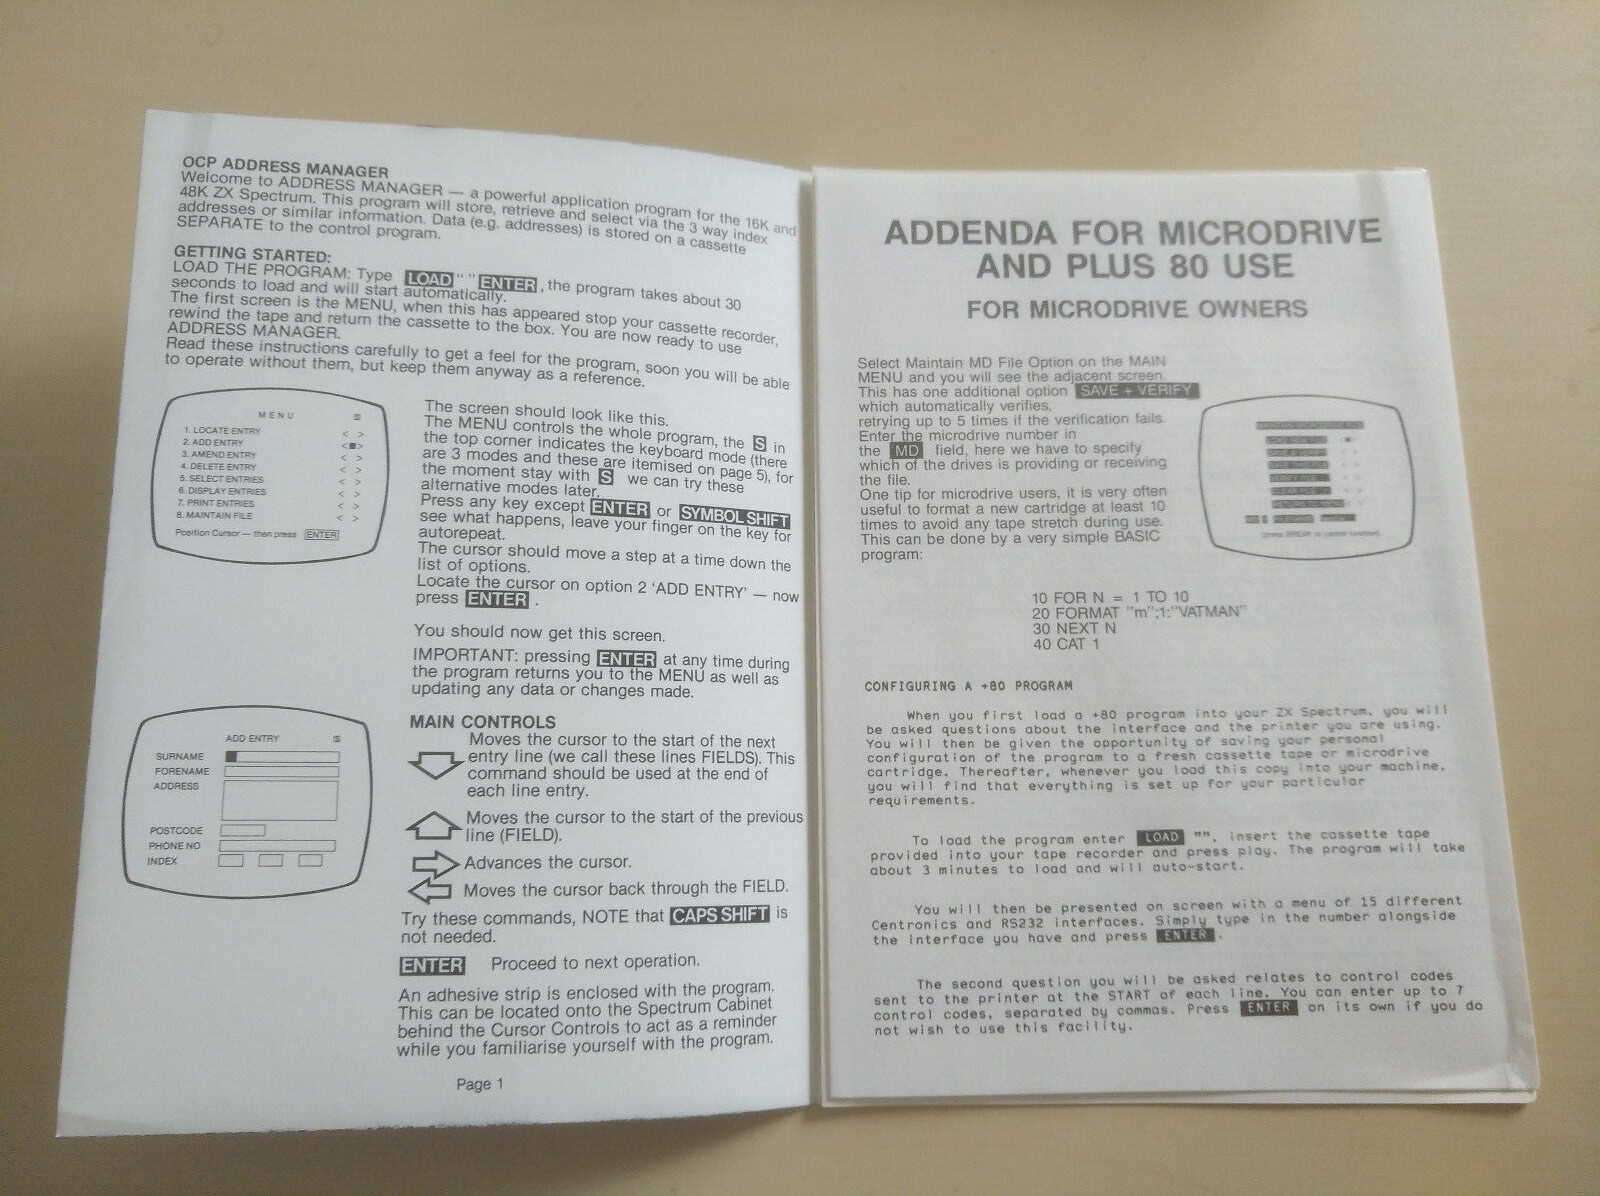 OCP ADDRESS MANAGER
Welcome to ADDRESS MANAGER — a powerful application program for the 16K and
48K ZX Spectrum. This program will store, retrieve and select via the 3 way index
addresses or similar information. Data (e.g. addresses) is stored on a cassette
SEPARATE to the control program.
GETTING STARTED:
LOAD THE PROGRAM: Type LOAD " " ENTER, the program takes about 30
seconds to load and will start automatically.
The first screen is the MENU, when this has appeared stop your cassette recorder,
rewind the tape and return the cassette to the box. You are now ready to use
ADDRESS MANAGER.
Read these instructions carefully to get a feel for the program, soon you will be able
to operate without them, but keep them anyway as a reference.
MENU S
1. LOCATE ENTRY < >
2. ADD ENTRY <■>
3. AMEND ENTRY < >
4. DELETE ENTRY < >
5. SELECT ENTRIES < >
6. DISPLAY ENTRIES < >
7. PRINT ENTRIES < >
8. MAINTAIN FILE < >
Position Cursor — then press ENTER
The screen should look like this.
The MENU controls the whole program, the S in
the top corner indicates the keyboard mode (there
are 3 modes and these are itemised on page 5), for
the moment stay with S we can try these
alternative modes later.
Press any key except ENTER or SYMBOL SHIFT
see what happens, leave your finger on the key for
autorepeat.
The cursor should move a step at a time down the
list of options.
Locate the cursor on option 2 'ADD ENTRY' — now
press ENTER .
You should now get this screen.
IMPORTANT: pressing ENTER at any time during
the program returns you to the MENU as well as
updating any data or changes made.
ADD ENTRY S
SURNAME
FORENAME
ADDRESS
POSTCODE
PHONE NO
INDEX
MAIN CONTROLS
Moves the cursor to the start of the next
entry line (we call these lines FIELDS). This
command should be used at the end of
each line entry.
Moves the cursor to the start of the previous
line (FIELD).
Advances the cursor.
Moves the cursor back through the FIELD.
Try these commands, NOTE that CAPS SHIFT is
not needed.
ENTER Proceed to next operation.
An adhesive strip is enclosed with the program.
This can be located onto the Spectrum Cabinet
behind the Cursor Controls to act as a reminder
while you familiarise yourself with the program.
Page 1
ADDENDA FOR MICRODRIVE
AND PLUS 80 USE
FOR MICRODRIVE OWNERS
Select Maintain MD File Option on the MAIN
MENU and you will see the adjacent screen.
This has one additional option SAVE + VERIFY
which automatically verifies,
retrying up to 5 times if the verification fails.
Enter the microdrive number in
the MD field, here we have to specify
which of the drives is providing or receiving
the file.
One tip for microdrive users, it is very often
useful to format a new cartridge at least 10
times to avoid any tape stretch during use.
This can be done by a very simple BASIC
program:
(press BREAK to cancel function)
10 FOR N = 1 TO 10
20 FORMAT "m";1:"VATMAN"
30 NEXT N
40 CAT 1
CONFIGURING A +80 PROGRAM
When you first load a +80 program into your ZX Spectrum, you will
be asked questions about the interface and the printer you are using.
You will then be given the opportunity of saving your personal
configuration of the program to a fresh cassette tape or microdrive
cartridge. Thereafter, whenever you load this copy into your machine,
you will find that everything is set up for your particular
requirements.
To load the program enter LOAD "", insert the cassette tape
provided into your tape recorder and press play. The program will take
about 3 minutes to load and will auto-start.
You will then be presented on screen with a menu of 15 different
Centronics and RS232 interfaces. Simply type in the number alongside
the interface you have and press ENTER .
The second question you will be asked relates to control codes
sent to the printer at the START of each line. You can enter up to 7
control codes, separated by commas. Press ENTER on its own if you do
not wish to use this facility.